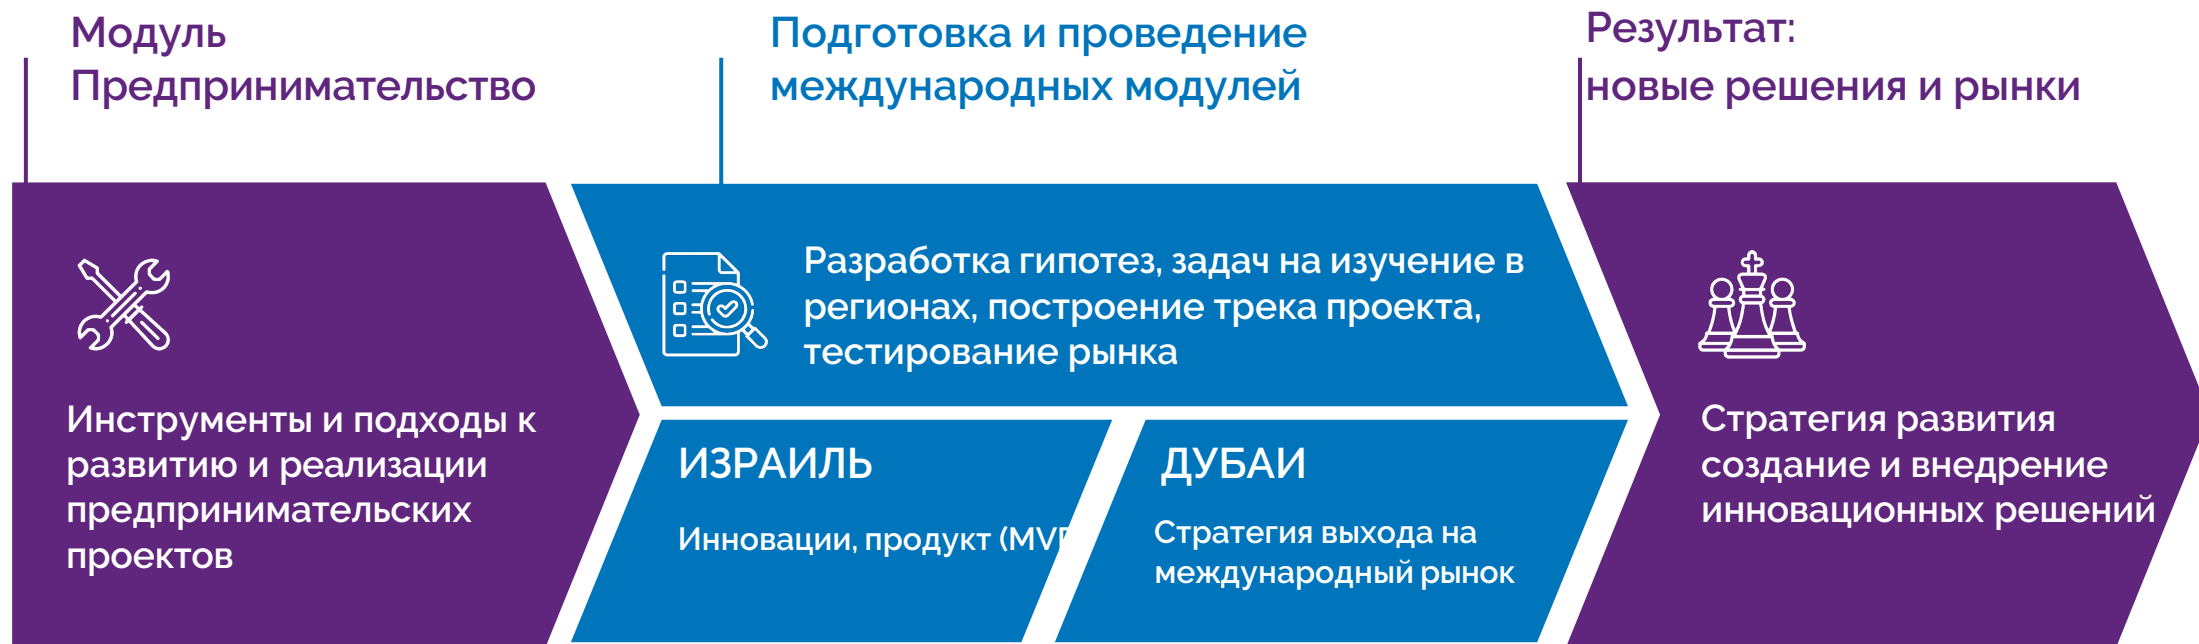 Модуль
Предпринимательство
Подготовка и проведение
международных модулей
Результат:
новые решения и рынки
Инструменты и подходы к
развитию и реализации
предпринимательских
проектов
Разработка гипотез, задач на изучение в
регионах, построение трека проекта,
тестирование рынка
ИЗРАИЛЬ
Инновации, продукт
ДУБАИ
Стратегия выхода на
международный рынок
Стратегия развития
создание и внедрение
инновационных решений